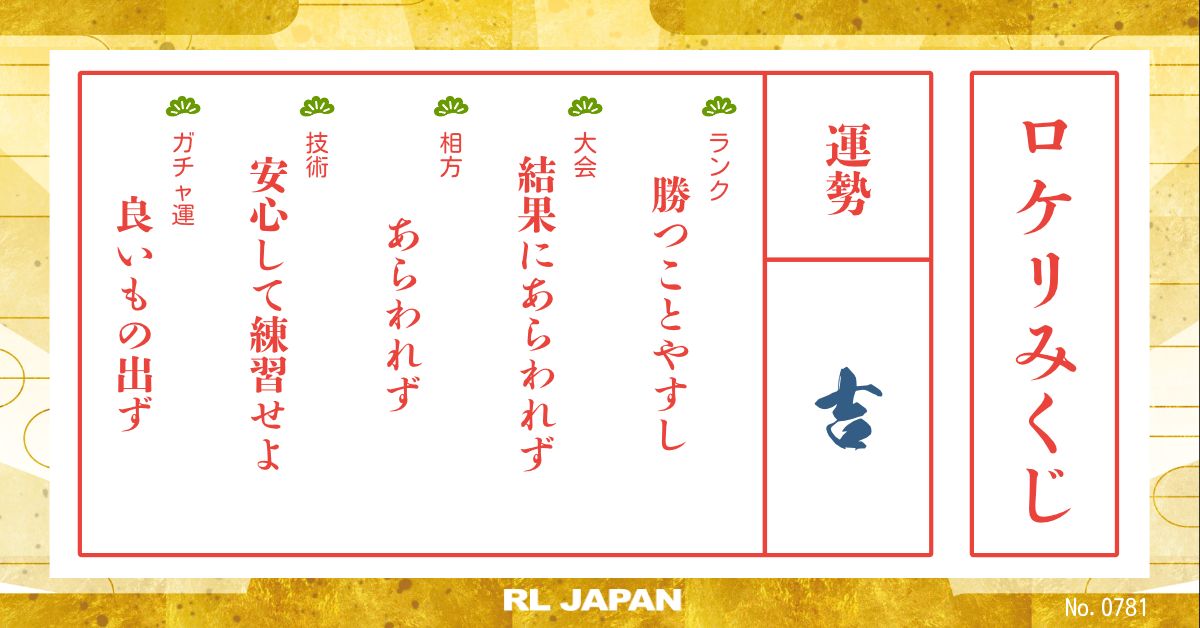 ロケリみくじ
運勢
吉
ランク
勝つことやすし
大会
結果にあらわれず
相方
あらわれず
技術
安心して練習せよ
ガチャ運
良いもの出ず
RL JAPAN
No. 0781